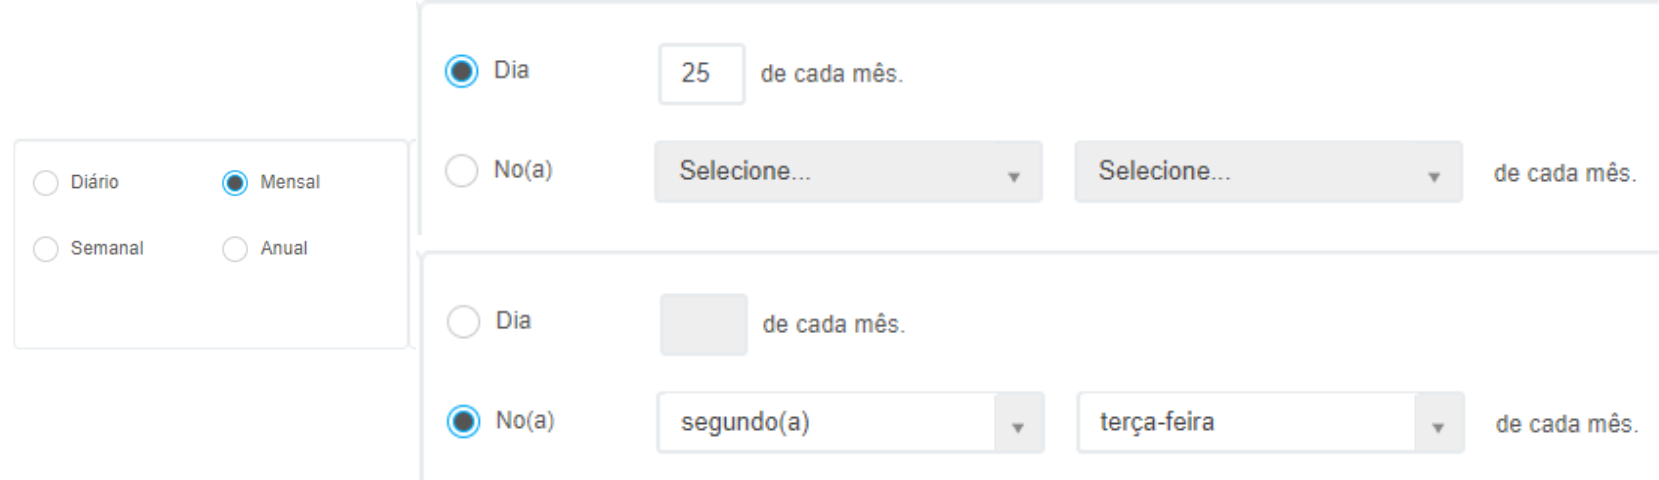 Diário
Mensal
Semanal
Anual
Dia 25 de cada mês.
No(a) Selecione... Selecione... de cada mês.
Dia de cada mês.
No(a) segundo(a) terça-feira de cada mês.